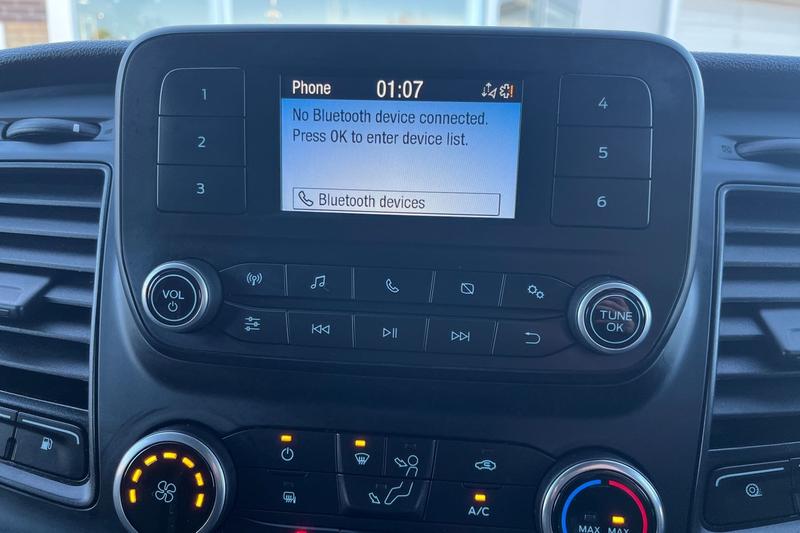 Phone 01:07
No Bluetooth device connected.
Press OK to enter device list.
Bluetooth devices
1
2
3
4
5
6
VOL
TUNE
OK
A/C
MAX MAX